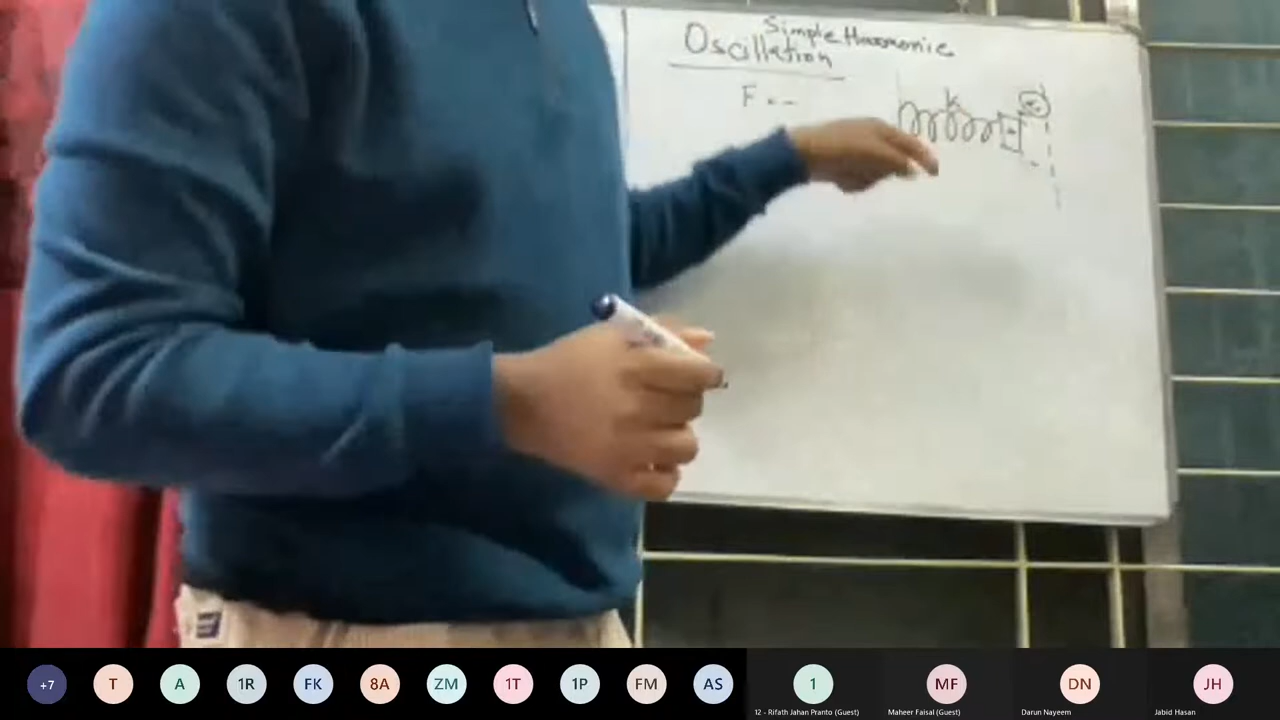 Simple Harmonic
Oscillation
F = -
k
+7
T
A
1R
FK
8A
ZM
1T
1P
FM
AS
1
MF
DN
JH
12 - Rifath Jahan Pranto (Guest)
Maheer Faisal (Guest)
Darun Nayeem
Jabid Hasan